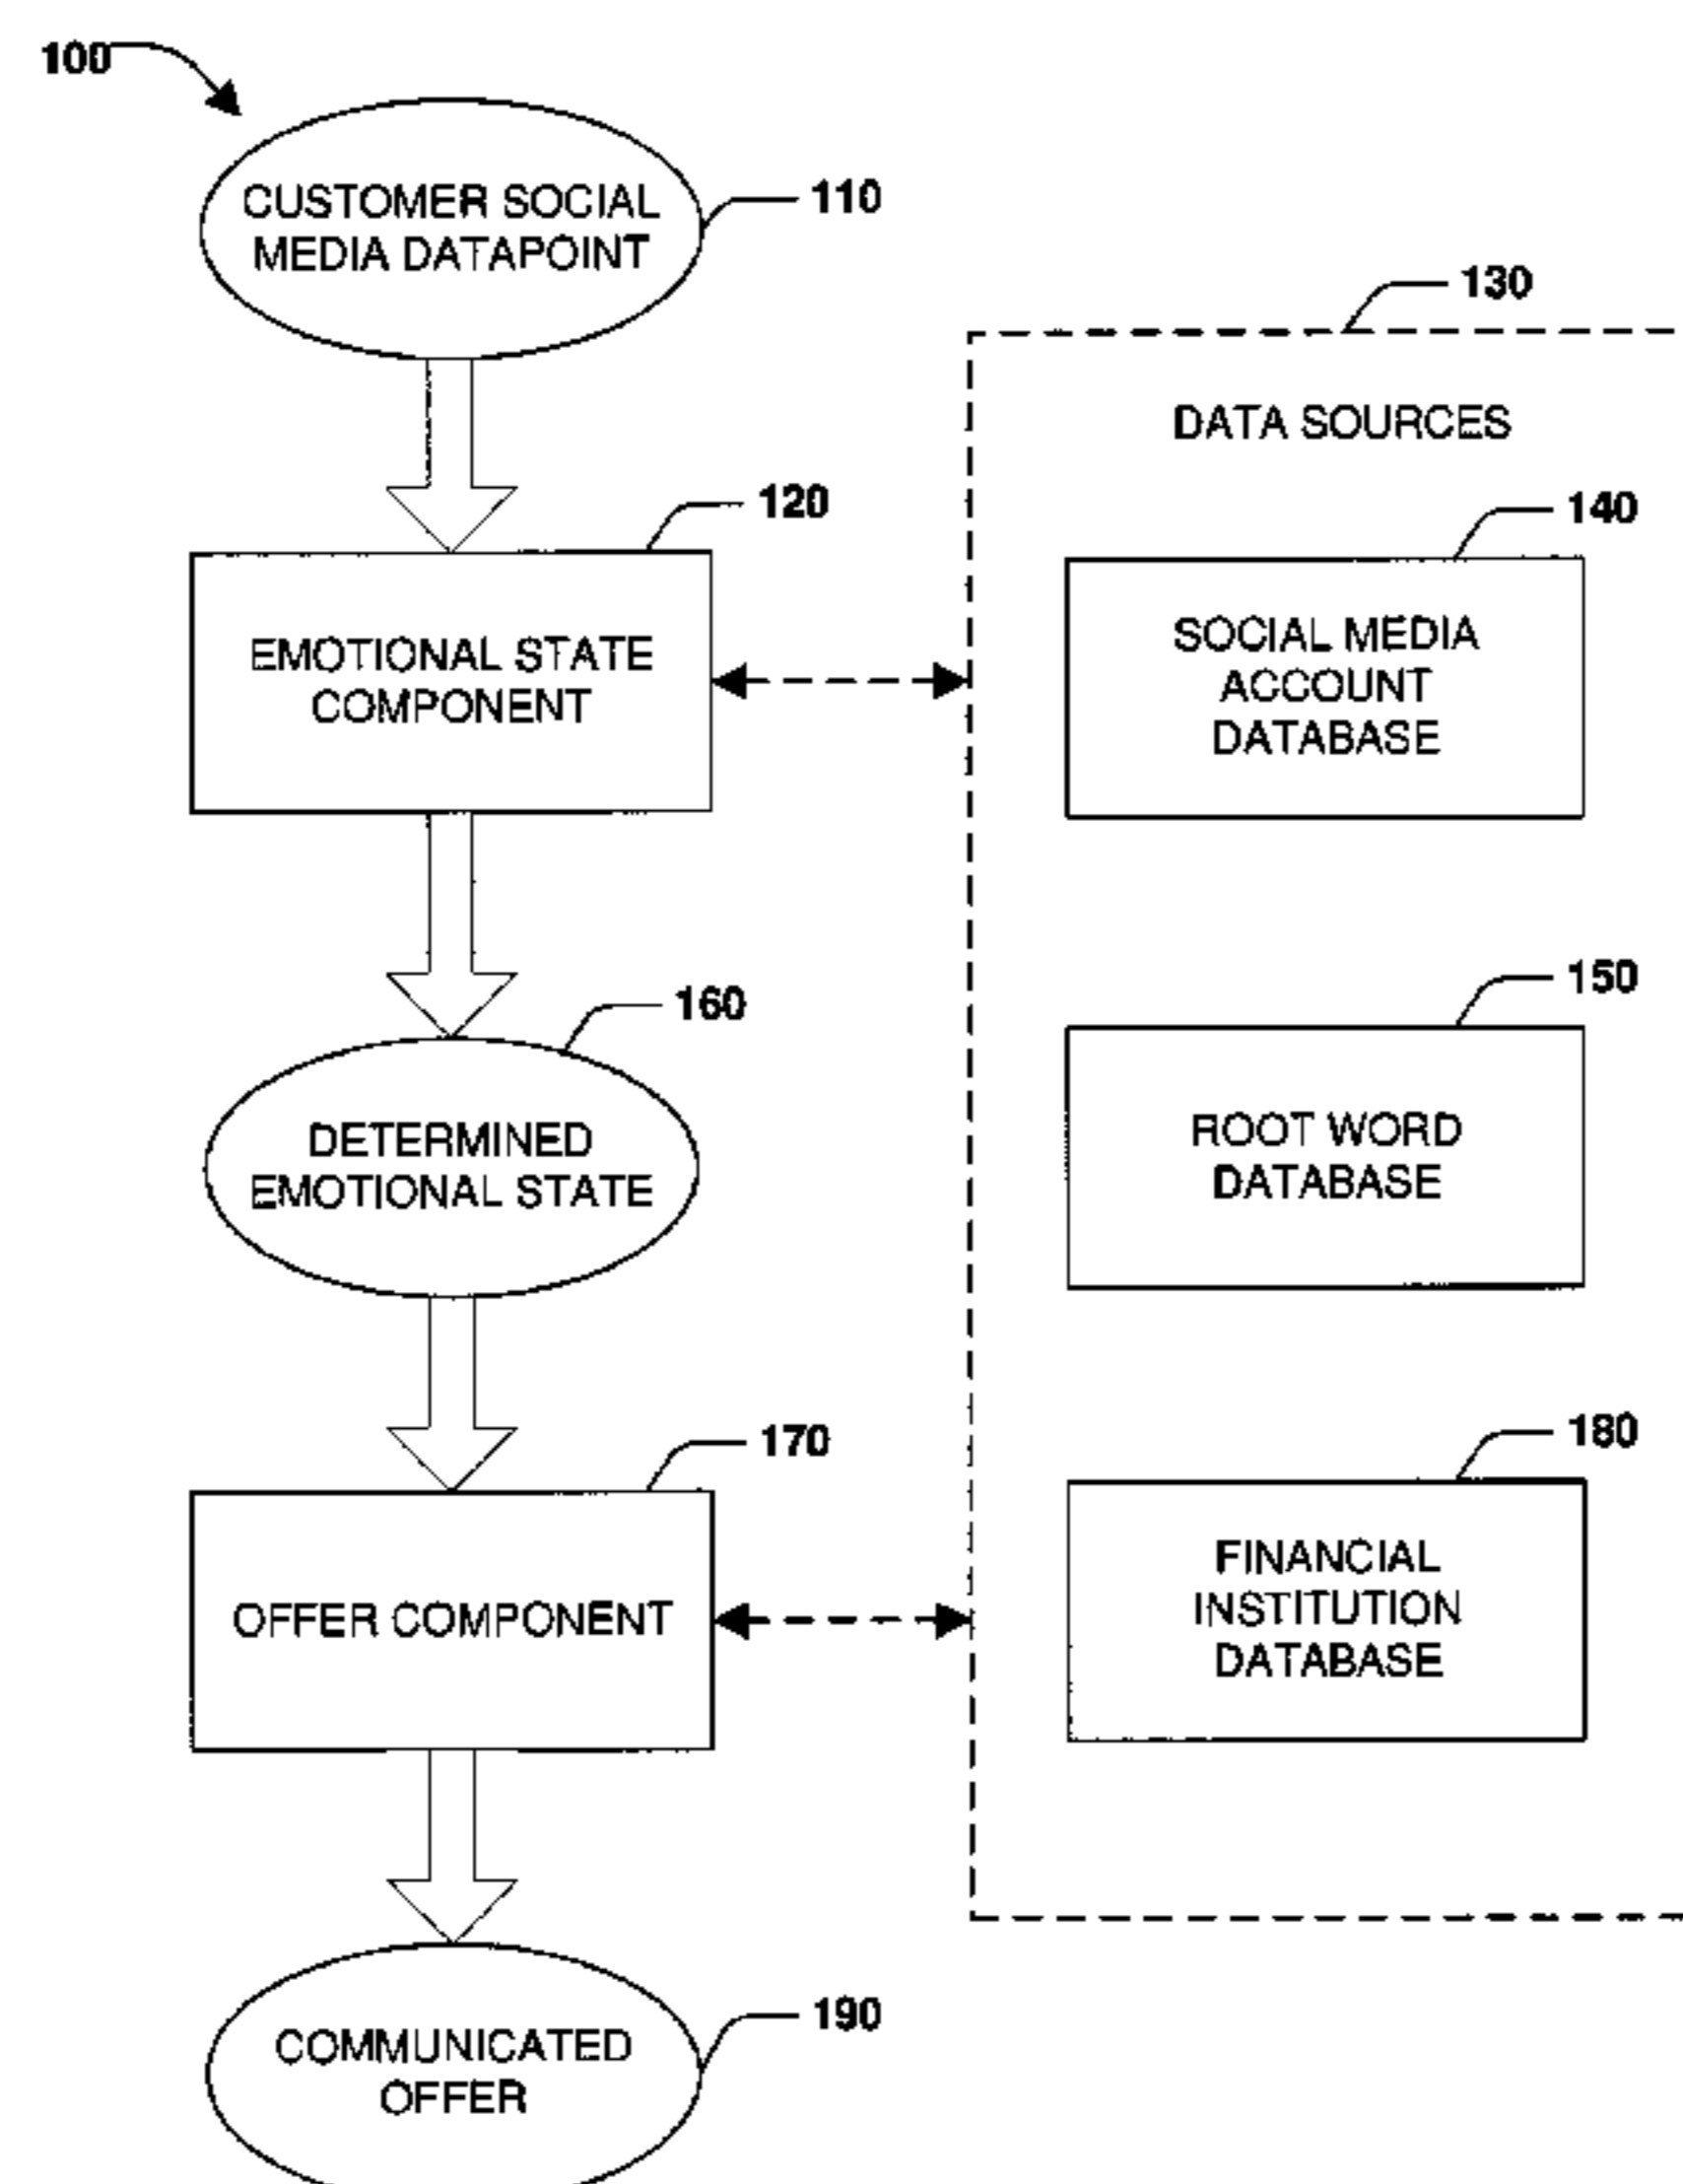 100
CUSTOMER SOCIAL
MEDIA DATAPOINT
110
130
DATA SOURCES
120
EMOTIONAL STATE
COMPONENT
140
SOCIAL MEDIA
ACCOUNT
DATABASE
150
ROOT WORD
DATABASE
160
DETERMINED
EMOTIONAL STATE
170
OFFER COMPONENT
180
FINANCIAL
INSTITUTION
DATABASE
190
COMMUNICATED
OFFER